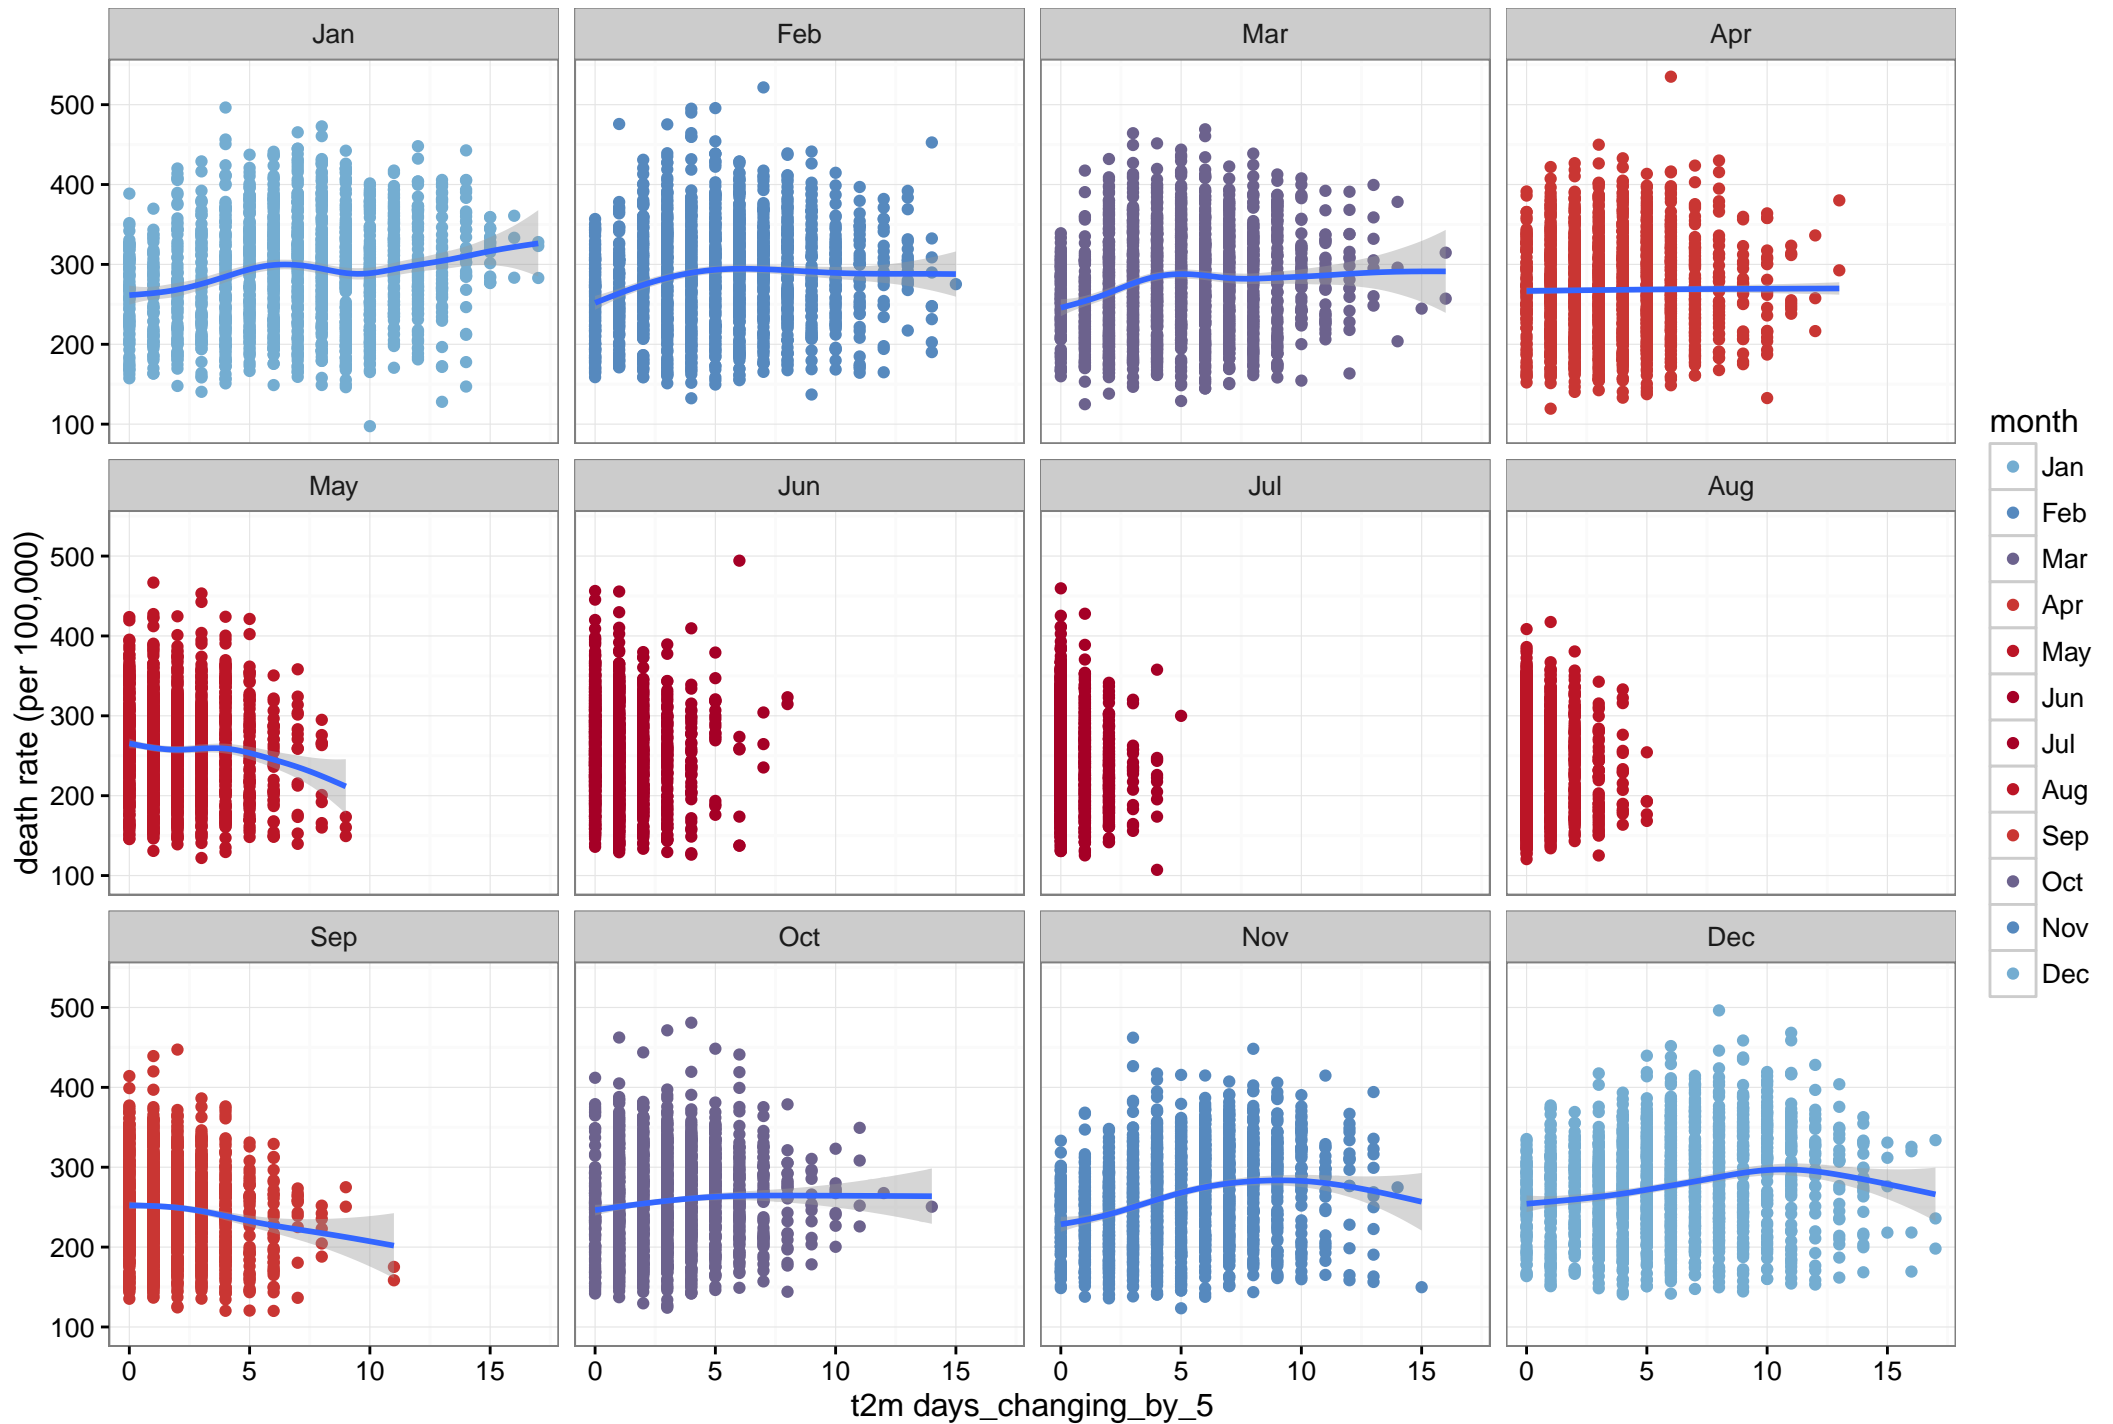 Jan Feb Mar Apr
500
400
300
200
100
May Jun Jul Aug
500
400
300
200
100
Sep Oct Nov Dec
500
400
300
200
100
0 5 10 15 0 5 10 15 0 5 10 15 0 5 10 15
t2m days_changing_by_5
death rate (per 100,000)
month
Jan
Feb
Mar
Apr
May
Jun
Jul
Aug
Sep
Oct
Nov
Dec